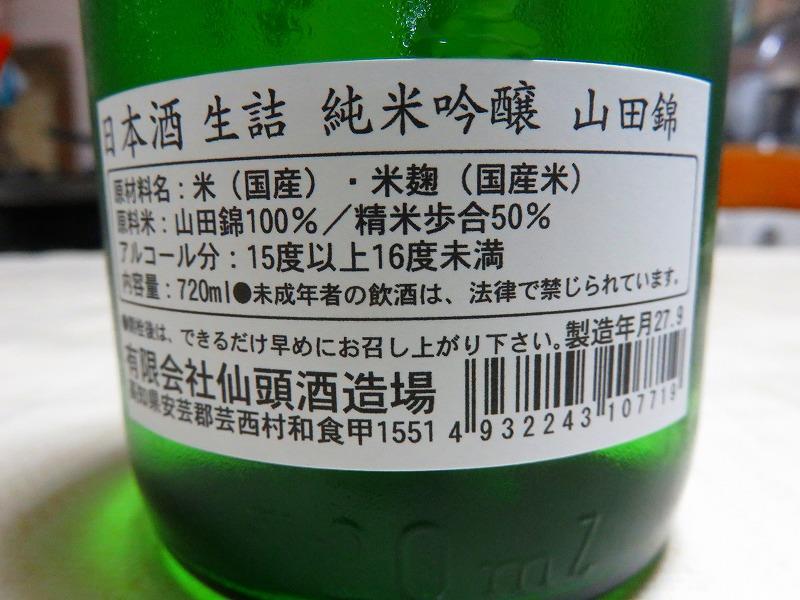 日本酒 生詰 純米吟醸 山田錦
原材料名：米（国産）・米麹（国産米）
原料米：山田錦100％／精米歩合50％
アルコール分：15度以上16度未満
内容量：720ml●未成年者の飲酒は、法律で禁じられています。
●開栓後は、できるだけ早めにお召し上がり下さい。製造年月27.9
有限会社仙頭酒造場
高知県安芸郡芸西村和食甲1551
4932243107719
20mL